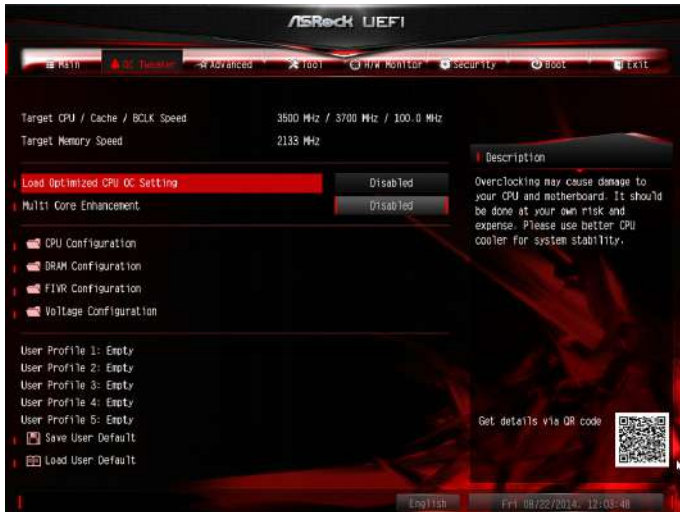 ASRock UEFI
Main OC Tweaker Advanced Tool H/W Monitor Security Boot Exit
Target CPU / Cache / BCLK Speed 3500 MHz / 3700 MHz / 100.0 MHz
Target Memory Speed 2133 MHz
Load Optimized CPU OC Setting Disabled
Multi Core Enhancement Disabled
CPU Configuration
DRAM Configuration
FIVR Configuration
Voltage Configuration
User Profile 1: Empty
User Profile 2: Empty
User Profile 3: Empty
User Profile 4: Empty
User Profile 5: Empty
Save User Default
Load User Default
Description
Overclocking may cause damage to
your CPU and motherboard. It should
be done at your own risk and
expense. Please use better CPU
cooler for system stability.
Get details via QR code
English Fri 08/22/2014. 12:03:48